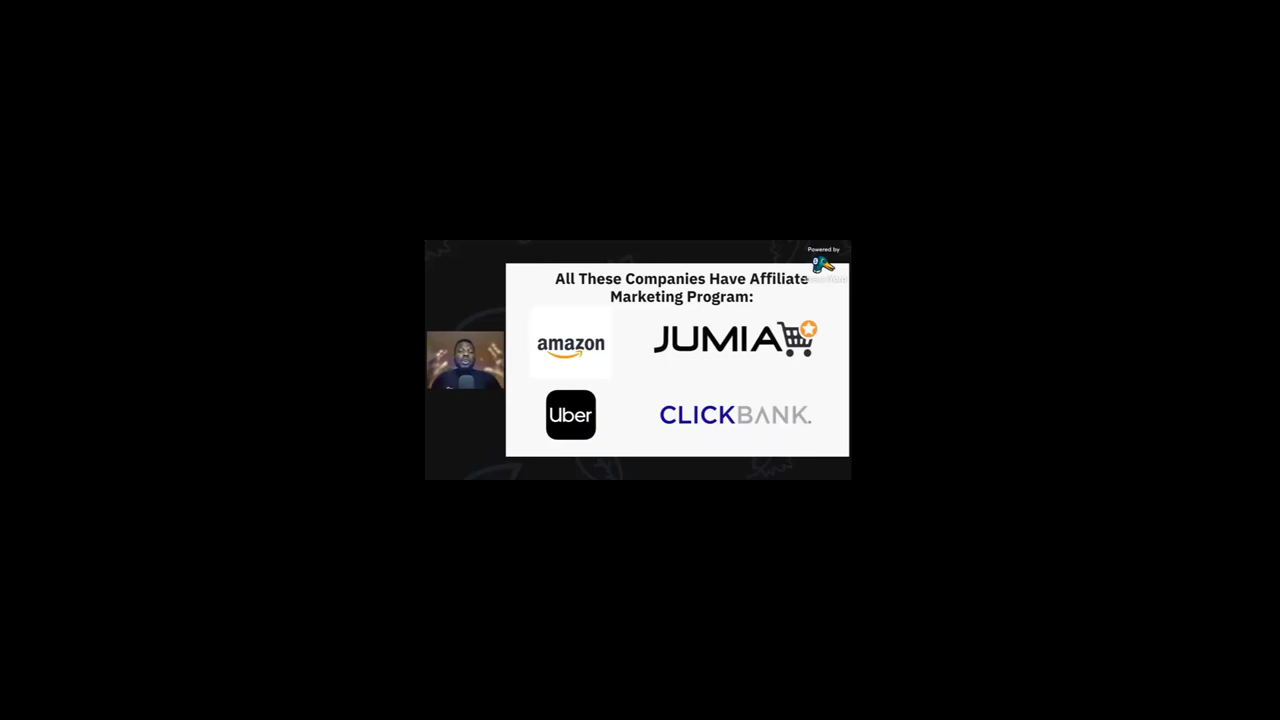 Powered by
All These Companies Have Affiliate
Marketing Program:
amazon
JUMIA
Uber
CLICKBANK.